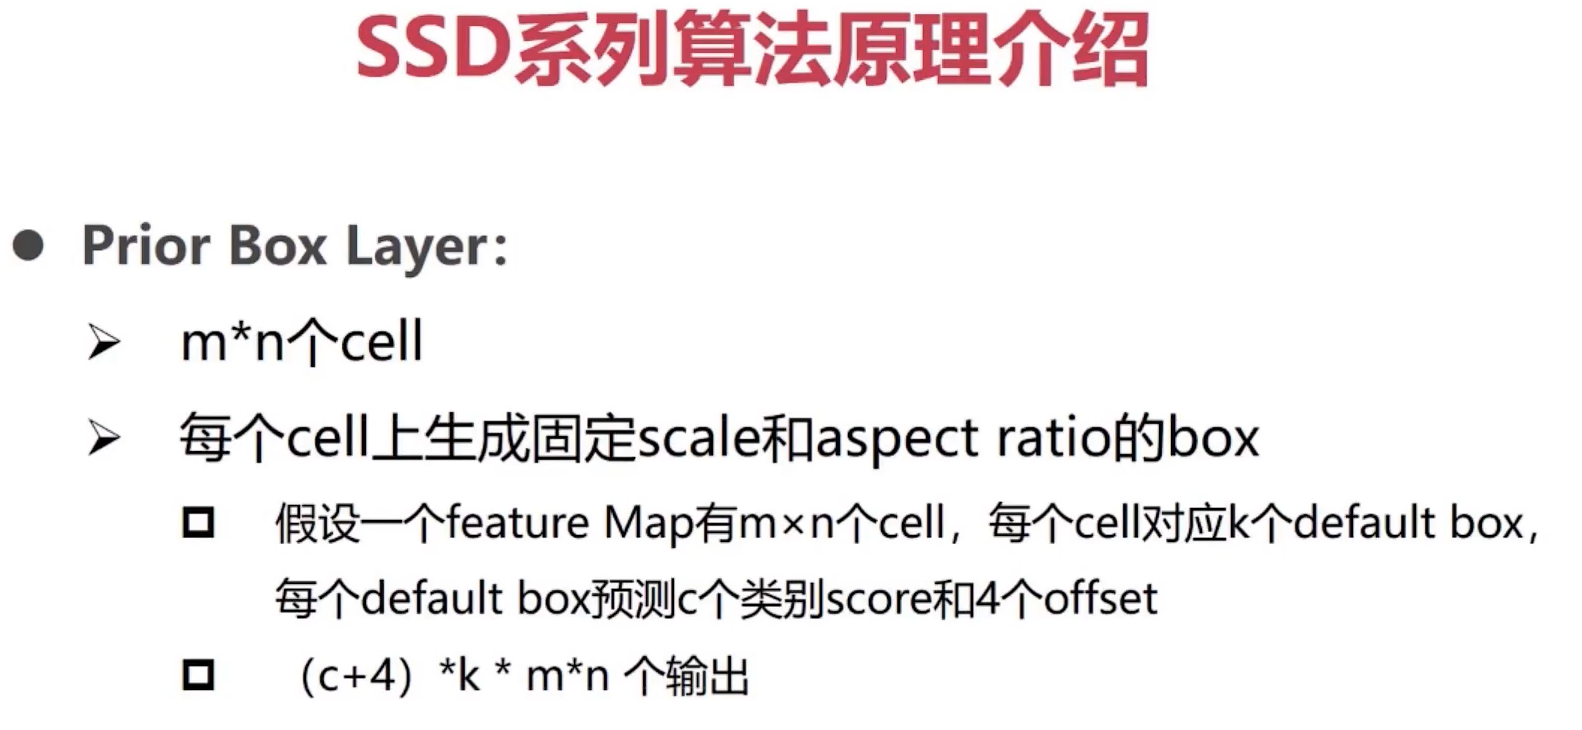 SSD系列算法原理介绍
Prior Box Layer：
m*n个cell
每个cell上生成固定scale和aspect ratio的box
假设一个feature Map有m×n个cell，每个cell对应k个default box，
每个default box预测c个类别score和4个offset
（c+4）*k * m*n 个输出